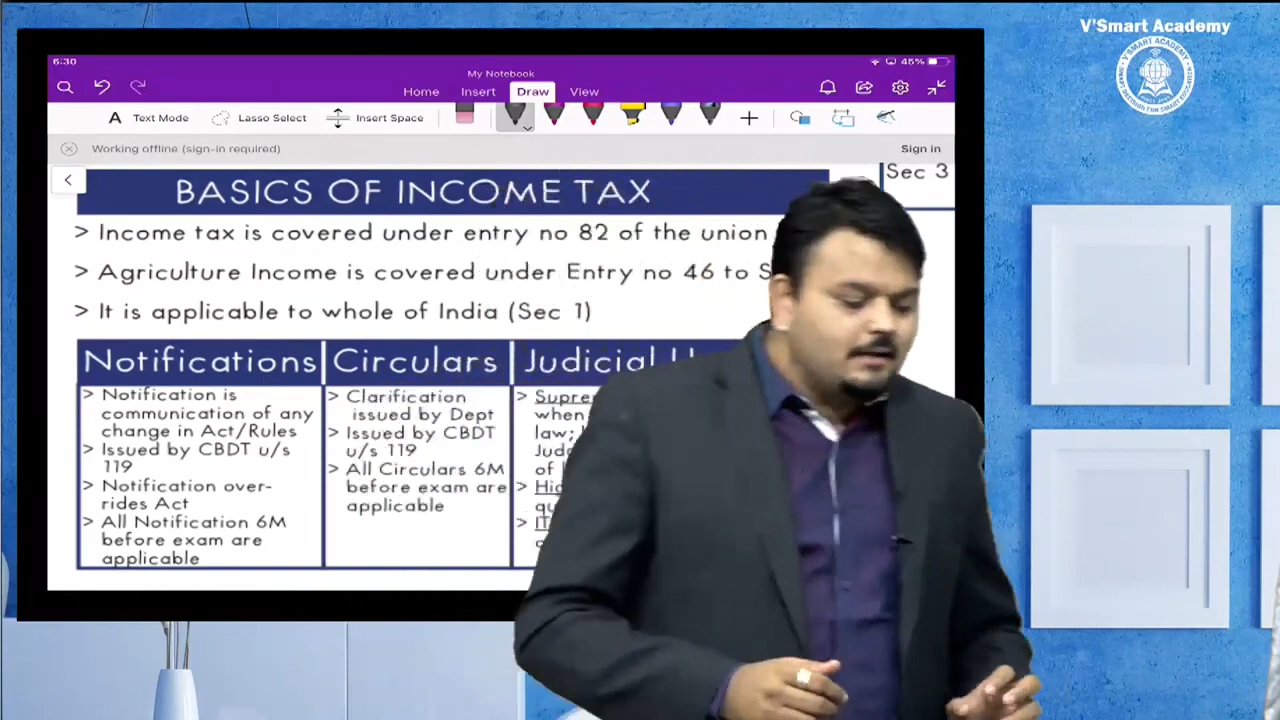 V'Smart Academy
6:30
45%
My Notebook
Home Insert Draw View
Text Mode Lasso Select Insert Space
Working offline (sign-in required) Sign in
Sec 3
BASICS OF INCOME TAX
> Income tax is covered under entry no 82 of the union
> Agriculture Income is covered under Entry no 46 to
> It is applicable to whole of India (Sec 1)
Notifications
> Notification is
communication of any
change in Act/Rules
> Issued by CBDT u/s
119
> Notification over-
rides Act
> All Notification 6M
before exam are
applicable
Circulars
> Clarification
issued by Dept
> Issued by CBDT
u/s 119
> All Circulars 6M
before exam are
applicable
Judicial
>
when
law;
of
>
>